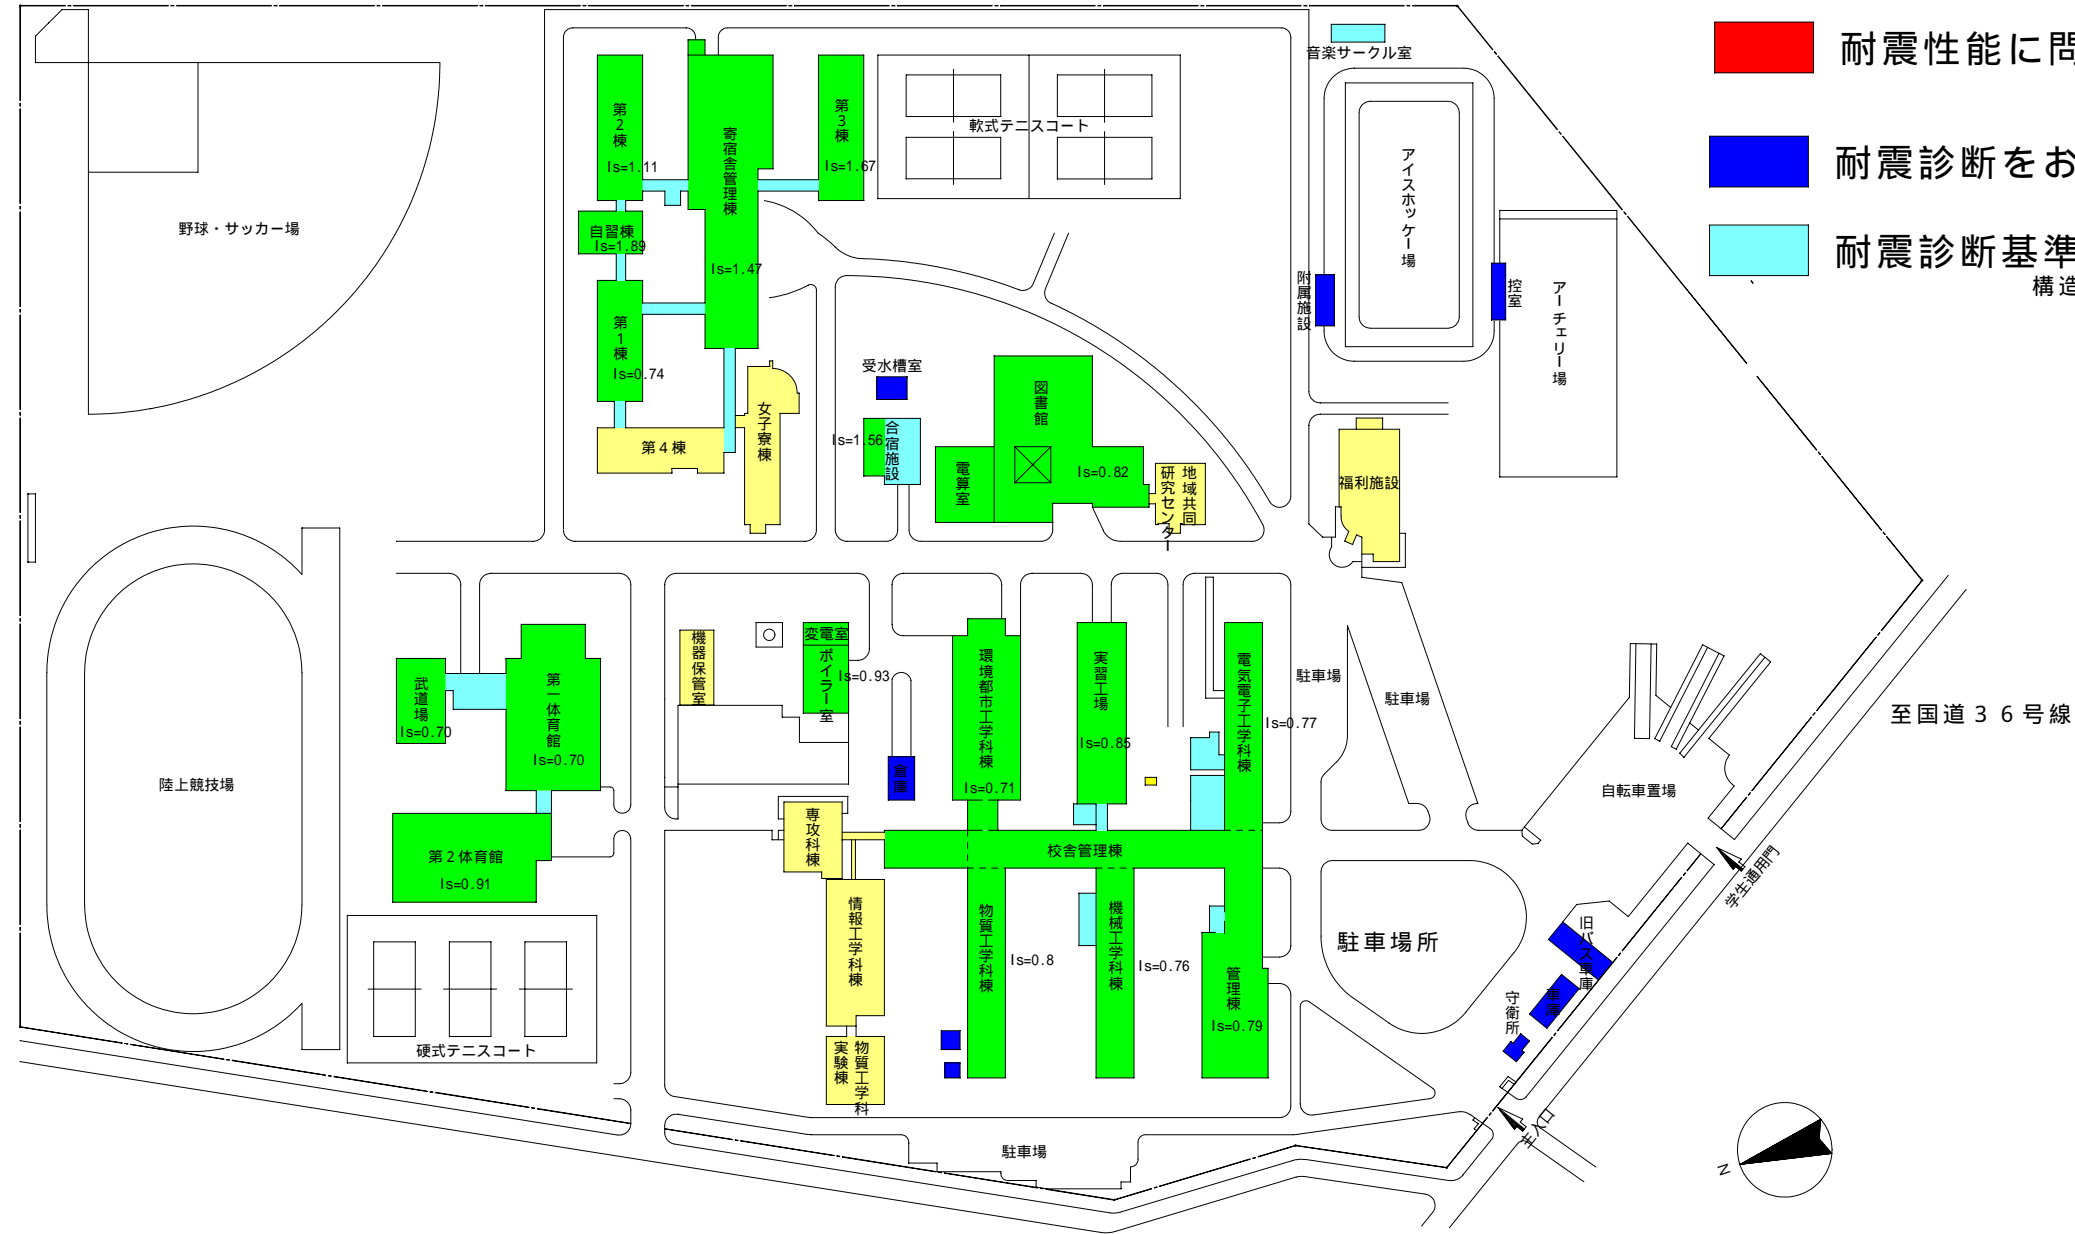 音楽サークル室
耐震性能に問
耐震診断をお
耐震診断基準
構造
第2棟
Is=1.11
寄宿舎管理棟
Is=1.47
第3棟
Is=1.67
軟式テニスコート
アイスホッケー場
野球・サッカー場
自習棟
Is=1.89
附属施設
控室
アーチェリー場
第1棟
Is=0.74
受水槽室
図書館
女子寮棟
第4棟
Is=1.56
合宿施設
電算室
Is=0.82
地域共同
研究センター
福利施設
機器保管室
変電室
ボイラー室
Is=0.93
環境都市工学科棟
Is=0.71
実習工場
Is=0.85
電気電子工学科棟
Is=0.77
駐車場
駐車場
至国道36号線
武道場
Is=0.70
第一体育館
Is=0.70
陸上競技場
倉庫
自転車置場
専攻科棟
校舎管理棟
第2体育館
Is=0.91
学生通用門
情報工学科棟
物質工学科棟
Is=0.8
機械工学科棟
Is=0.76
管理棟
Is=0.79
駐車場所
旧バス車庫
車庫
守衛所
硬式テニスコート
物質工学科
実験棟
駐車場
主入口
N